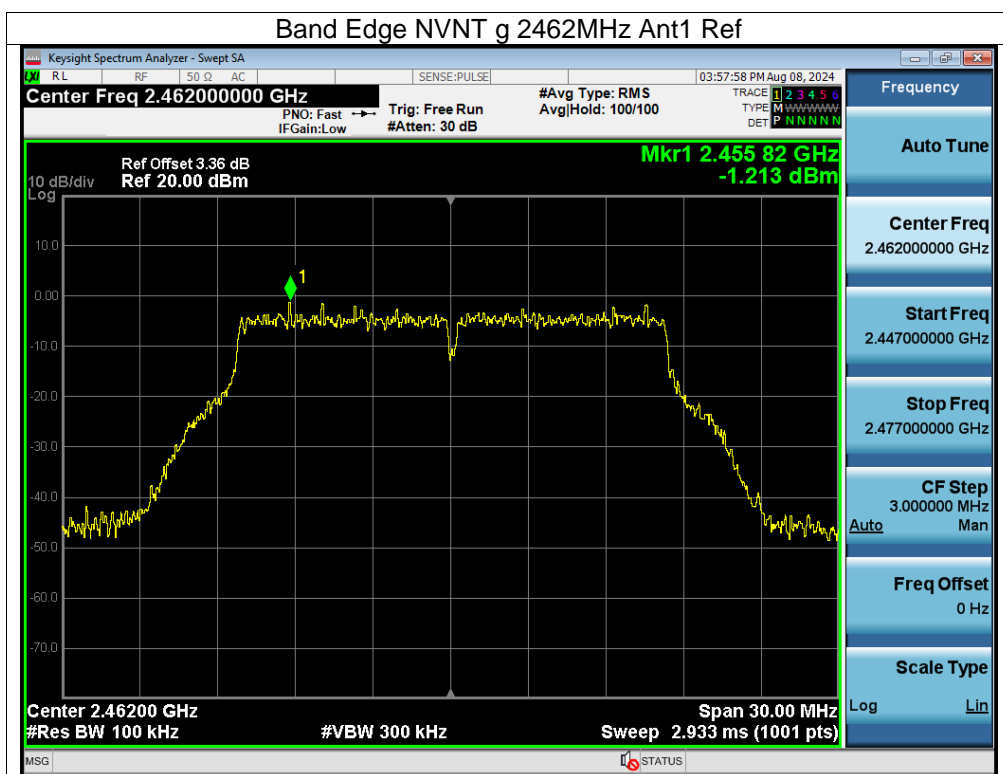 Band Edge NVNT g 2462MHz Ant1 Ref
Keysight Spectrum Analyzer - Swept SA
LXI RL RF 50 Ω AC SENSE:PULSE 03:57:58 PM Aug 08, 2024
Center Freq 2.462000000 GHz
PNO: Fast
IFGain:Low
Trig: Free Run
#Atten: 30 dB
#Avg Type: RMS
Avg|Hold: 100/100
TRACE 1 2 3 4 5 6
TYPE M WWWWW
DET P N N N N N
Ref Offset 3.36 dB
Ref 20.00 dBm
10 dB/div
Log
Mkr1 2.455 82 GHz
-1.213 dBm
1
10.0
0.00
-10.0
-20.0
-30.0
-40.0
-50.0
-60.0
-70.0
Center 2.46200 GHz
Span 30.00 MHz
#Res BW 100 kHz
#VBW 300 kHz
Sweep 2.933 ms (1001 pts)
MSG
STATUS
Frequency
Auto Tune
Center Freq
2.462000000 GHz
Start Freq
2.447000000 GHz
Stop Freq
2.477000000 GHz
CF Step
3.000000 MHz
Auto Man
Freq Offset
0 Hz
Scale Type
Log Lin